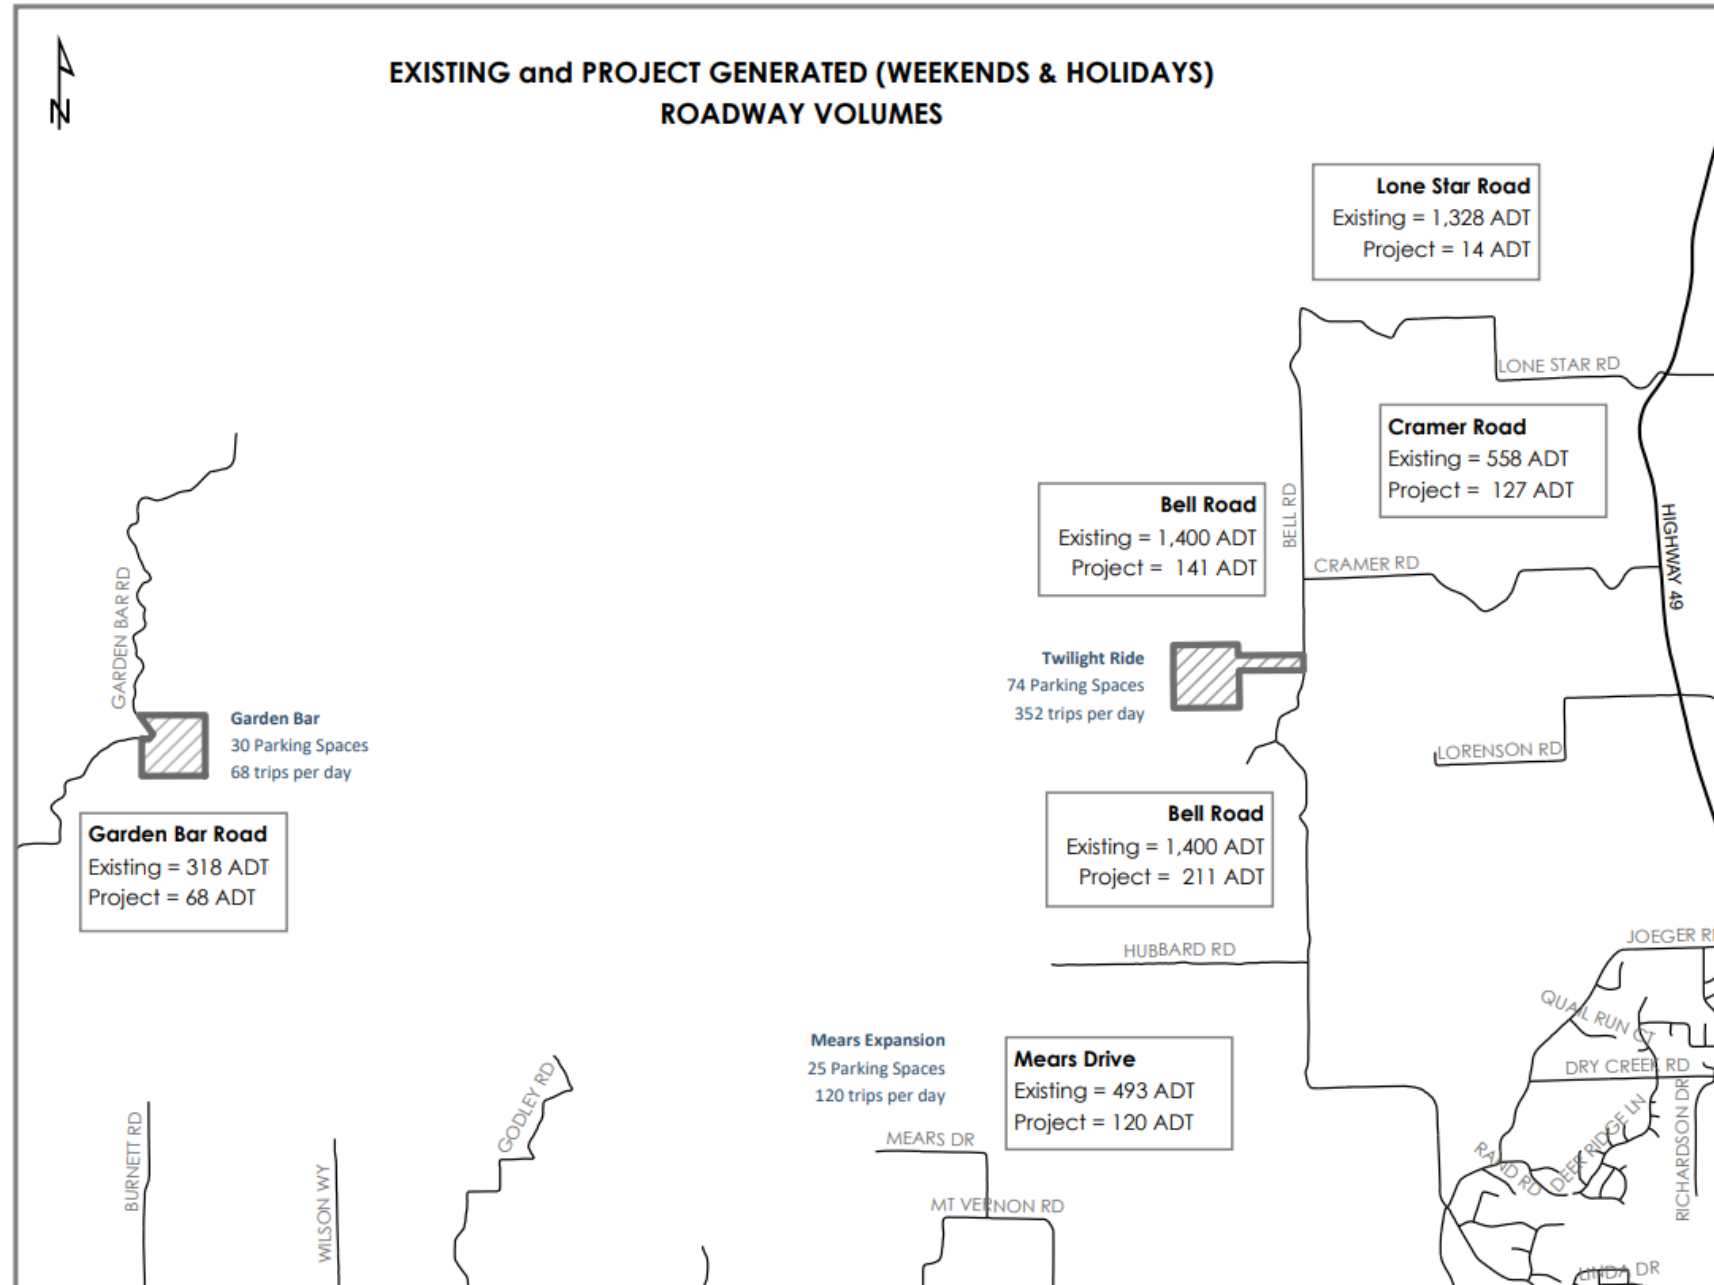 N
EXISTING and PROJECT GENERATED (WEEKENDS & HOLIDAYS)
ROADWAY VOLUMES
Lone Star Road
Existing = 1,328 ADT
Project = 14 ADT
LONE STAR RD
Cramer Road
Existing = 558 ADT
Project = 127 ADT
Bell Road
Existing = 1,400 ADT
Project = 141 ADT
BELL RD
CRAMER RD
HIGHWAY 49
GARDEN BAR RD
Twilight Ride
74 Parking Spaces
352 trips per day
Garden Bar
30 Parking Spaces
68 trips per day
LORENSON RD
Garden Bar Road
Existing = 318 ADT
Project = 68 ADT
Bell Road
Existing = 1,400 ADT
Project = 211 ADT
HUBBARD RD
JOEGER R
QUAIL RUN CT
Mears Expansion
25 Parking Spaces
120 trips per day
Mears Drive
Existing = 493 ADT
Project = 120 ADT
DRY CREEK RD
GODLEY RD
MEARS DR
RAND RD
DEER RIDGE LN
RICHARDSON DR
BURNETT RD
WILSON WY
MT VERNON RD
LINDA DR